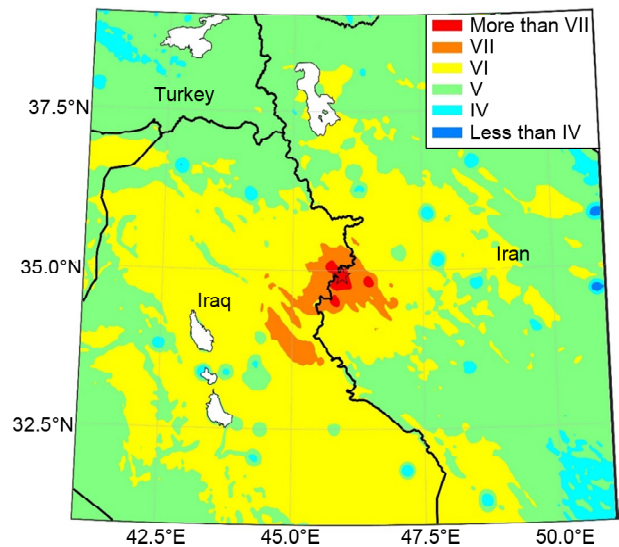 More than VII
VII
VI
V
IV
Less than IV
Turkey
37.5°N
35.0°N
Iran
Iraq
32.5°N
42.5°E 45.0°E 47.5°E 50.0°E